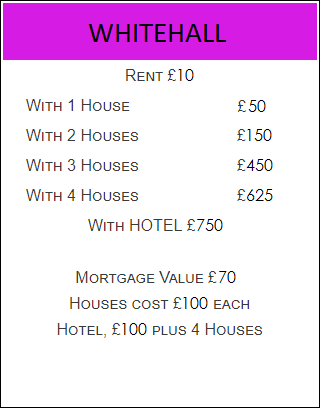 WHITEHALL
Rent £10
With 1 House £50
With 2 Houses £150
With 3 Houses £450
With 4 Houses £625
With HOTEL £750
Mortgage Value £70
Houses cost £100 each
Hotel, £100 plus 4 Houses